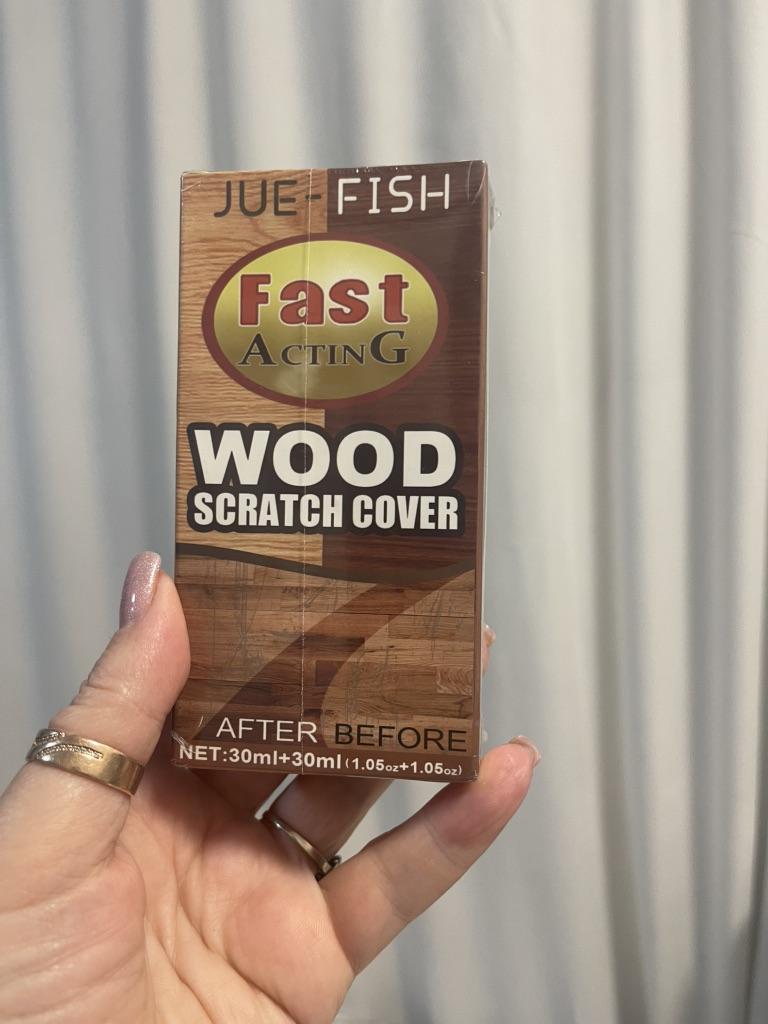 JUE-FISH
Fast
ACTING
WOOD
SCRATCH COVER
AFTER BEFORE
NET:30ml+30ml(1.05oz+1.05oz)